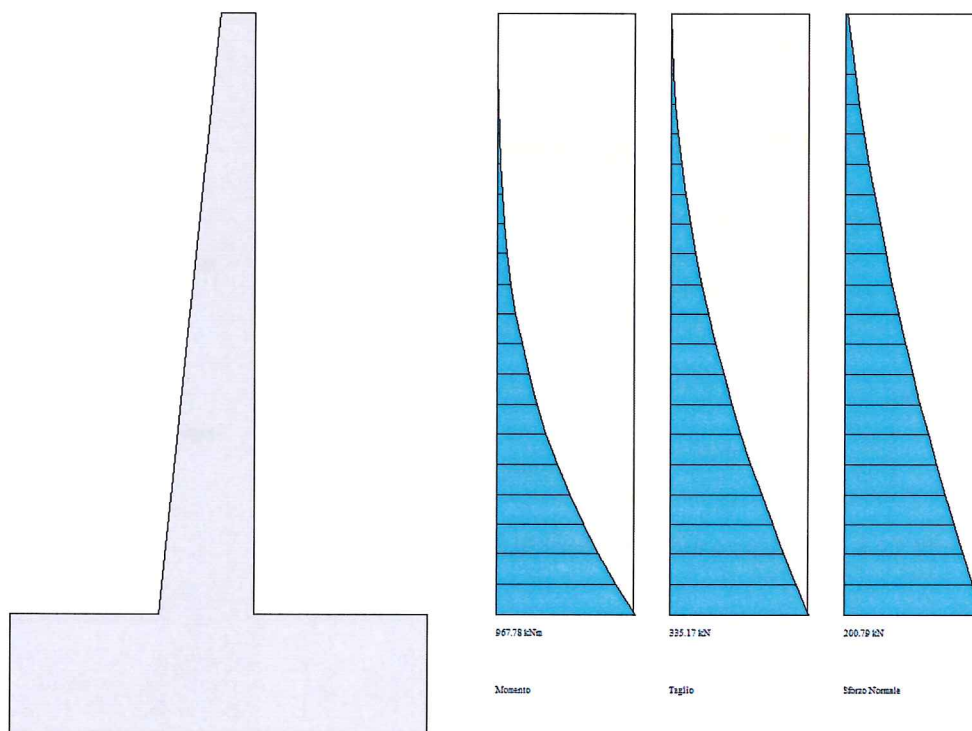 967.78 kNm
335.17 kN
200.79 kN
Momento
Taglio
Sforzo Normale